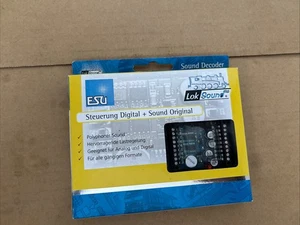 Sound Decoder
ESU
LokSound
Steuerung Digital + Sound Original
Polyphoner Sound
Hervorragende Lastregelung
Geeignet für Analog und Digital
Für alle gängigen Formate